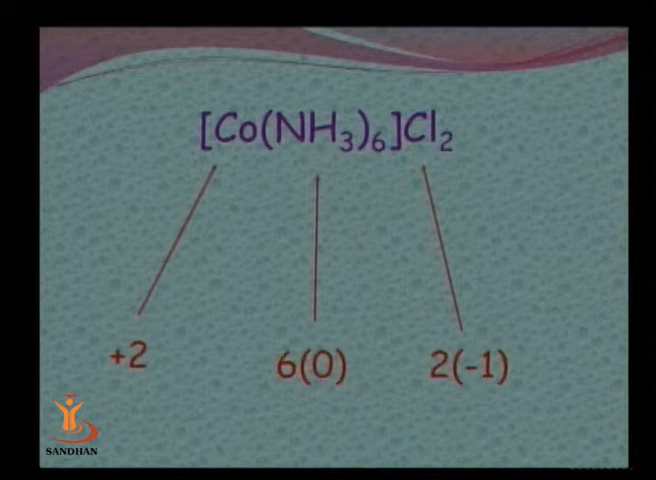 [Co(NH₃)₆]Cl₂
+2 6(0) 2(-1)
SANDHAN